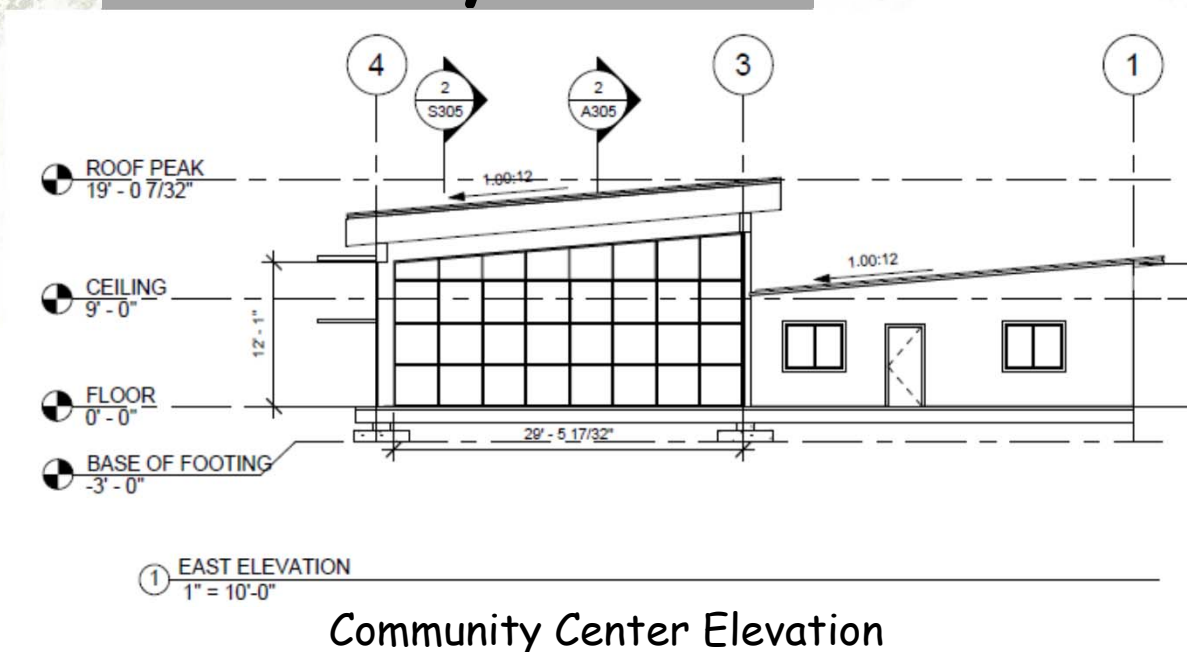 4
3
1
2
S305
2
A305
ROOF PEAK
19' - 0 7/32"
1.00:12
1.00:12
CEILING
9' - 0"
12' - 1"
FLOOR
0' - 0"
29' - 5 17/32"
BASE OF FOOTING
-3' - 0"
1 EAST ELEVATION
1" = 10'-0"
Community Center Elevation